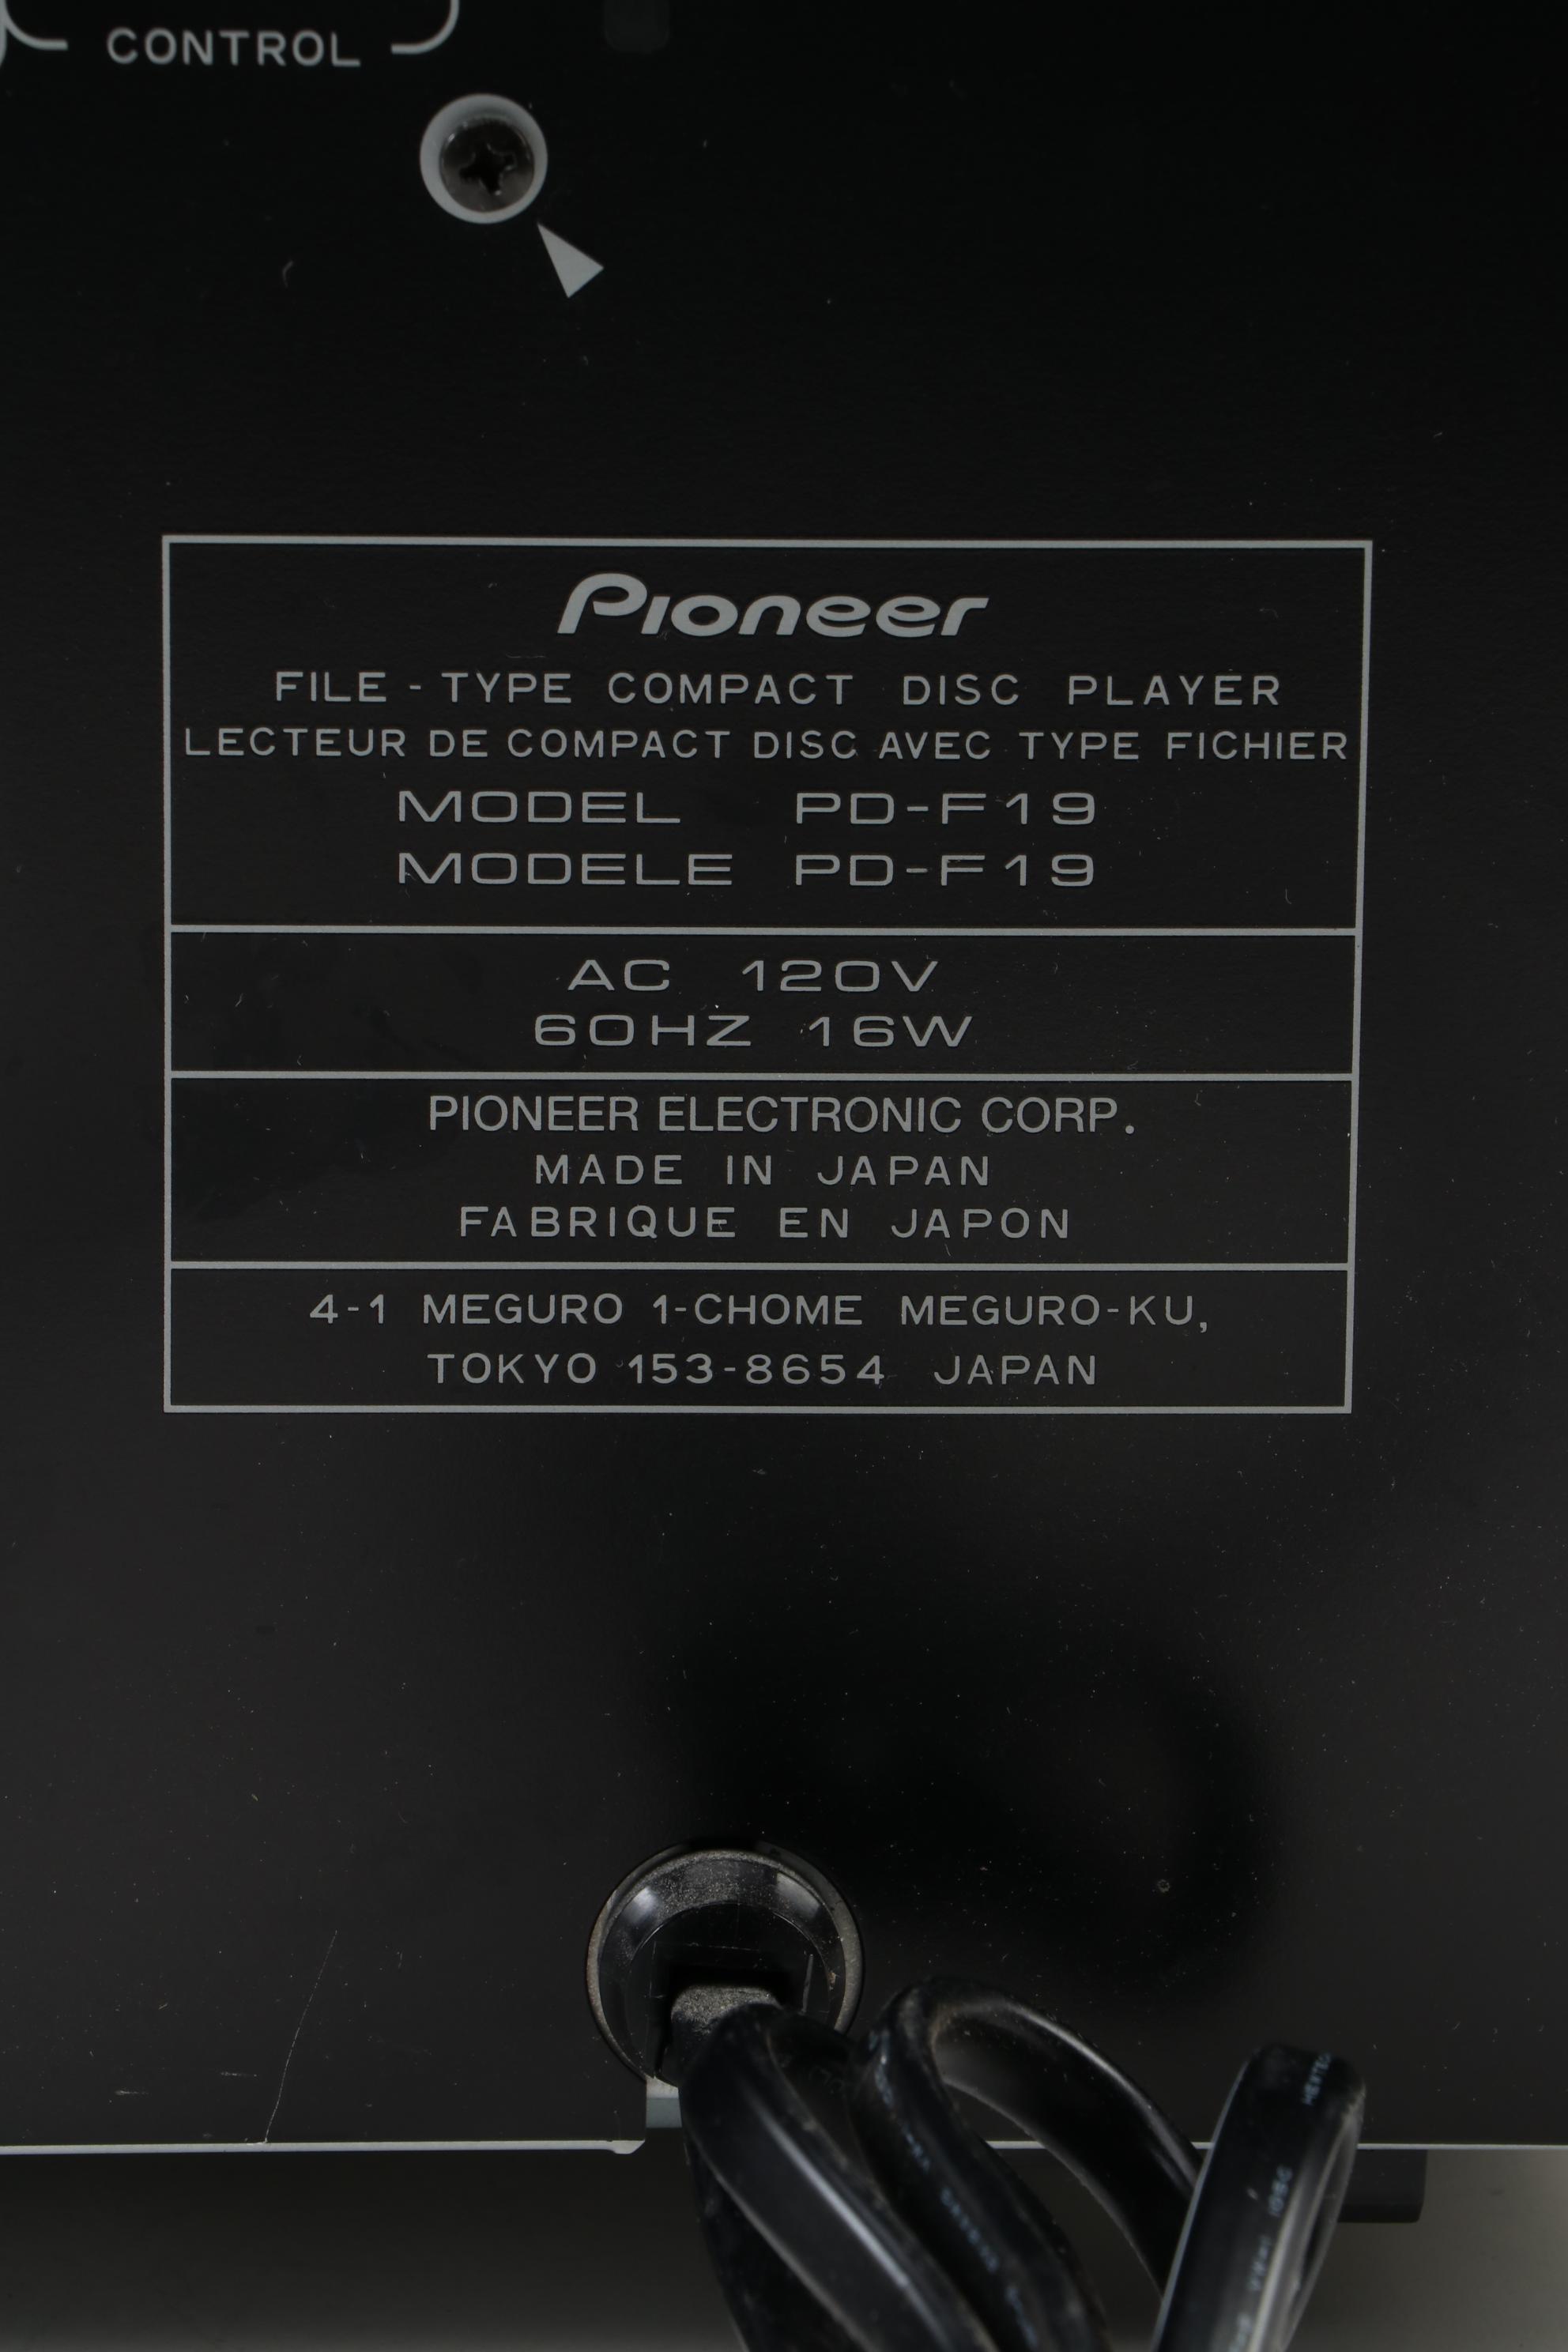 CONTROL
Pioneer
FILE-TYPE COMPACT DISC PLAYER
LECTEUR DE COMPACT DISC AVEC TYPE FICHIER
MODEL PD-F19
MODELE PD-F19
AC 120V
60HZ 16W
PIONEER ELECTRONIC CORP.
MADE IN JAPAN
FABRIQUE EN JAPON
4-1 MEGURO 1-CHOME MEGURO-KU,
TOKYO 153-8654 JAPAN